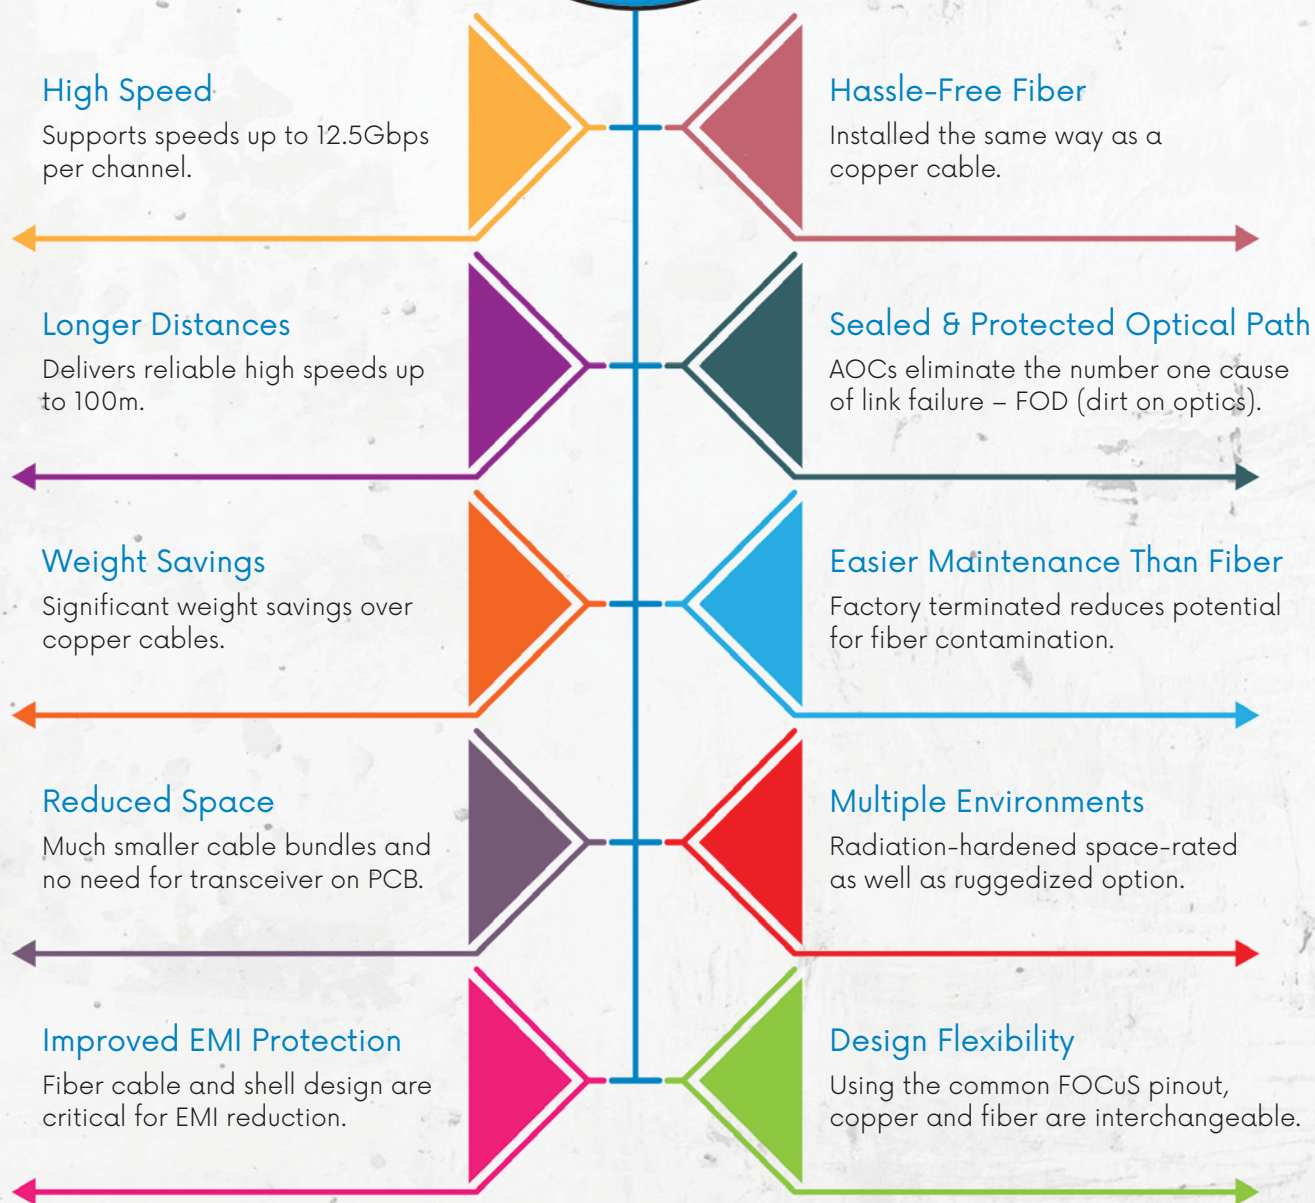 High Speed
Supports speeds up to 12.5Gbps
per channel.
Hassle-Free Fiber
Installed the same way as a
copper cable.
Longer Distances
Delivers reliable high speeds up
to 100m.
Sealed & Protected Optical Path
AOCs eliminate the number one cause
of link failure – FOD (dirt on optics).
Weight Savings
Significant weight savings over
copper cables.
Easier Maintenance Than Fiber
Factory terminated reduces potential
for fiber contamination.
Reduced Space
Much smaller cable bundles and
no need for transceiver on PCB.
Multiple Environments
Radiation-hardened space-rated
as well as ruggedized option.
Improved EMI Protection
Fiber cable and shell design are
critical for EMI reduction.
Design Flexibility
Using the common FOCuS pinout,
copper and fiber are interchangeable.